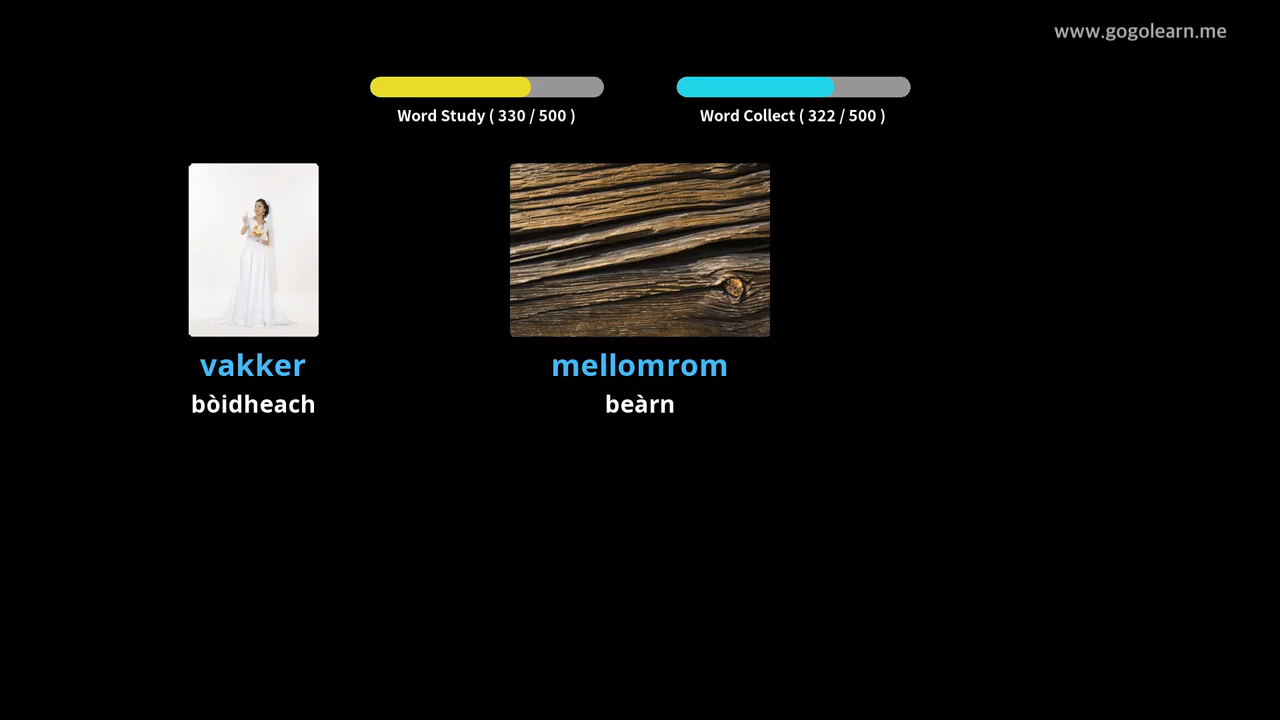 www.gogolearn.me
Word Study ( 330 / 500 )
Word Collect ( 322 / 500 )
vakker
bòidheach
mellomrom
beàrn